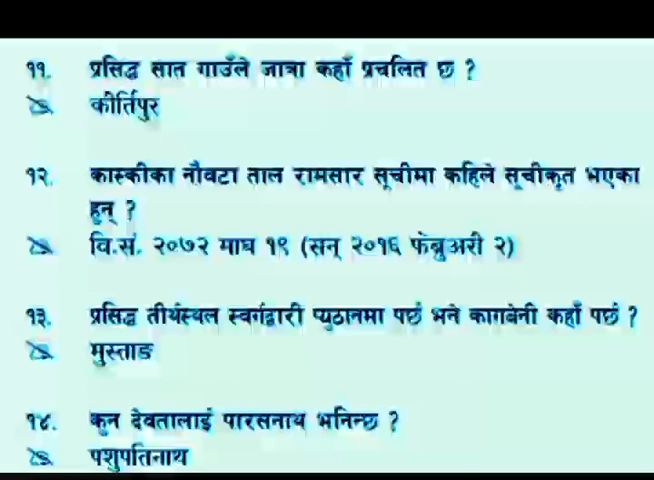 ११. प्रसिद्ध सात गाउँले जात्रा कहाँ प्रचलित छ ?
कीर्तिपुर
१२. कास्कीका नौवटा ताल रामसार सूचीमा कहिले सूचीकृत भएका
हुन् ?
वि.सं. २०७२ माघ १९ (सन् २०१६ फेब्रुअरी २)
१३. प्रसिद्ध तीर्थस्थल स्वर्गद्वारी प्युठानमा पर्छ भने कागबेनी कहाँ पर्छ ?
मुस्ताङ
१४. कुन देवतालाई पारसनाथ भनिन्छ ?
पशुपतिनाथ